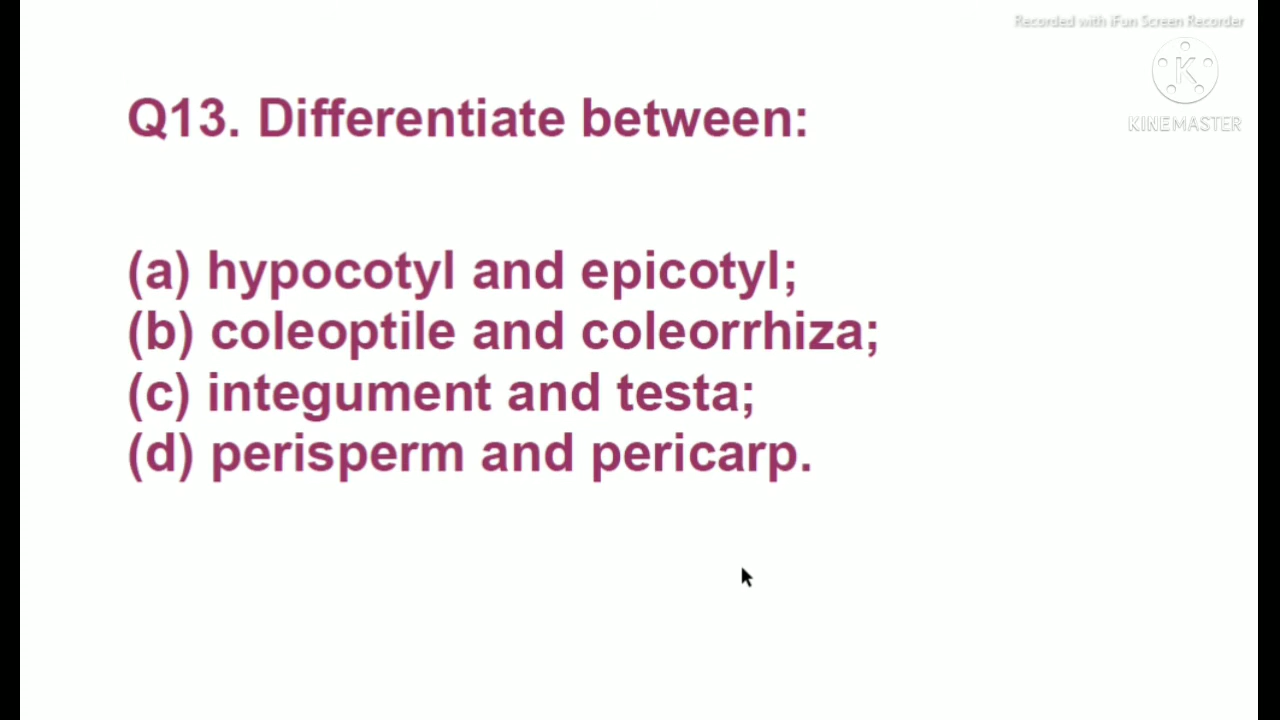 Recorded with iFun Screen Recorder
K
KINEMASTER
Q13. Differentiate between:
(a) hypocotyl and epicotyl;
(b) coleoptile and coleorrhiza;
(c) integument and testa;
(d) perisperm and pericarp.